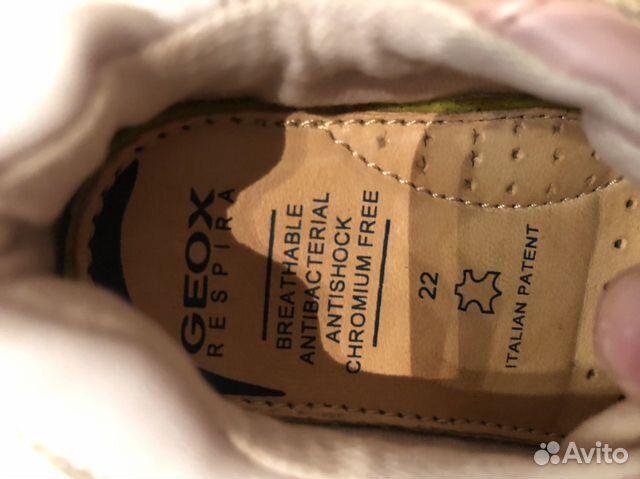 GEOX
RESPIRA
BREATHABLE
ANTIBACTERIAL
ANTISHOCK
CHROMIUM FREE
22
ITALIAN PATENT
Avito